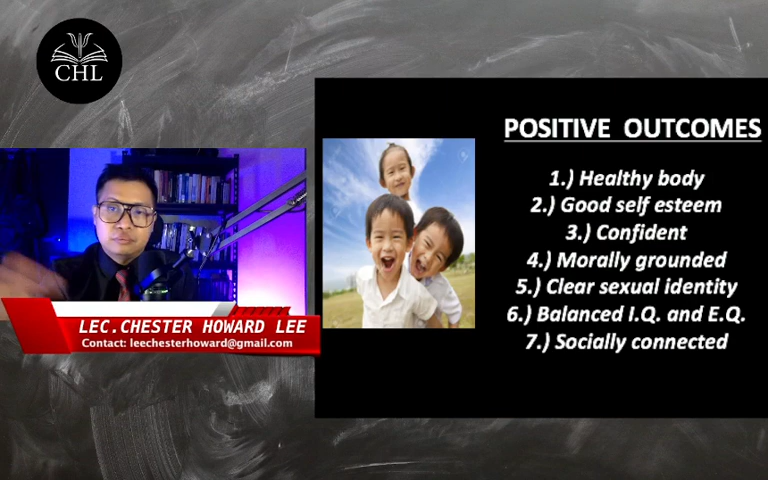 CHL
POSITIVE OUTCOMES
1.) Healthy body
2.) Good self esteem
3.) Confident
4.) Morally grounded
5.) Clear sexual identity
6.) Balanced I.Q. and E.Q.
7.) Socially connected
LEC.CHESTER HOWARD LEE
Contact: leechesterhoward@gmail.com